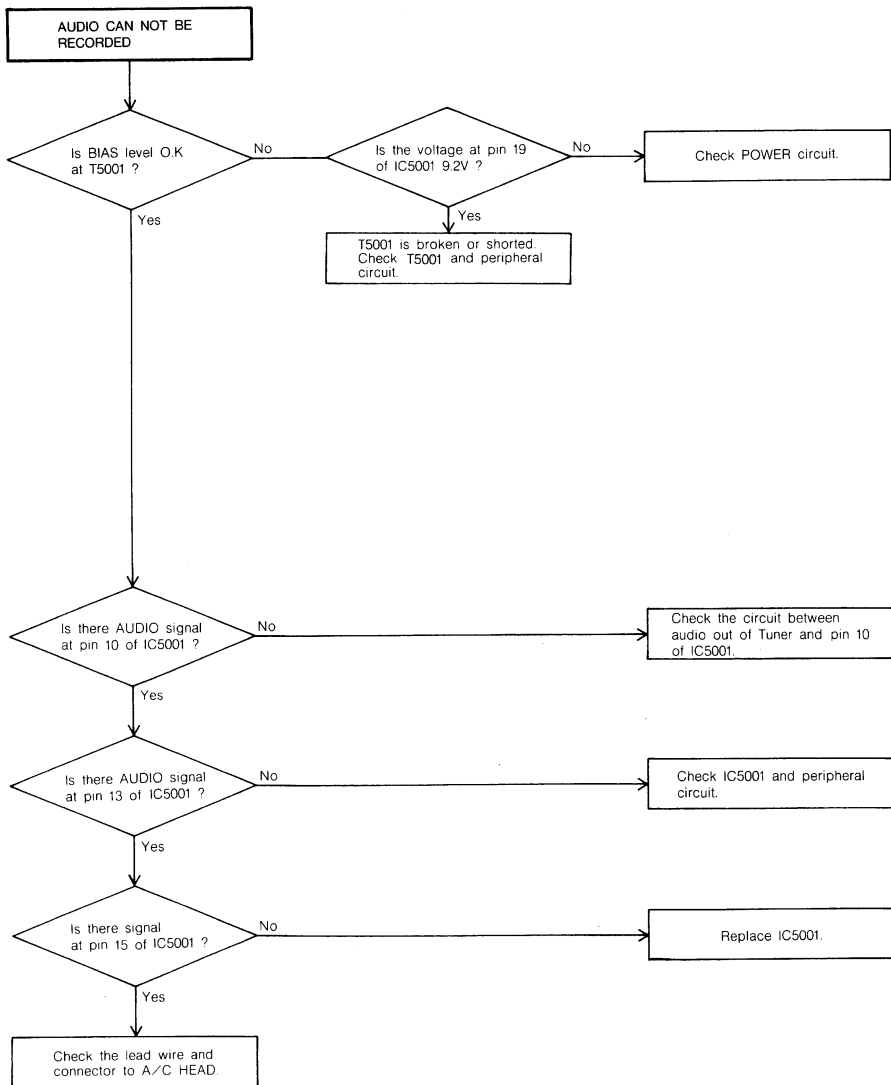 AUDIO CAN NOT BE
RECORDED
Is BIAS level O.K
at T5001 ?
No
Is the voltage at pin 19
of IC5001 9.2V ?
No
Check POWER circuit.
Yes
Yes
T5001 is broken or shorted.
Check T5001 and peripheral
circuit.
Is there AUDIO signal
at pin 10 of IC5001 ?
No
Check the circuit between
audio out of Tuner and pin 10
of IC5001.
Yes
Is there AUDIO signal
at pin 13 of IC5001 ?
No
Check IC5001 and peripheral
circuit.
Yes
Is there signal
at pin 15 of IC5001 ?
No
Replace IC5001.
Yes
Check the lead wire and
connector to A/C HEAD.